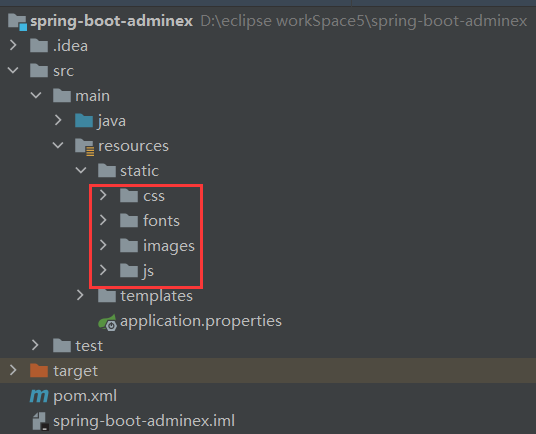 spring-boot-adminex D:\eclipse workSpace5\spring-boot-adminex
.idea
src
main
java
resources
static
css
fonts
images
js
templates
application.properties
test
target
pom.xml
spring-boot-adminex.iml